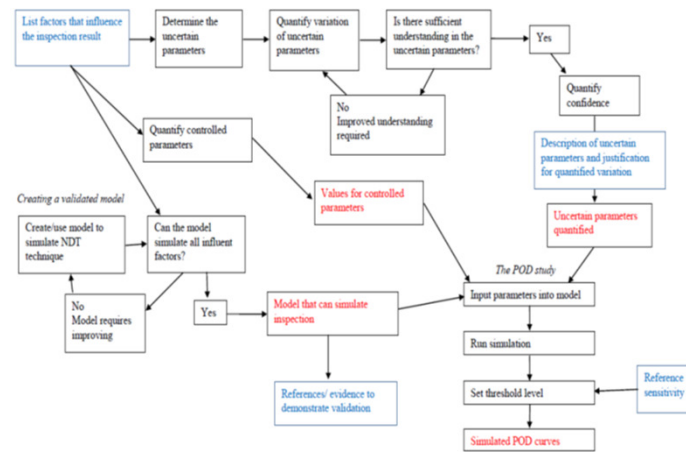 List factors that influence
the inspection result
Determine the
uncertain
parameters
Quantify variation
of uncertain
parameters
Is there sufficient
understanding in the
uncertain parameters?
Yes
No
Improved understanding
required
Quantify
confidence
Quantify controlled
parameters
Description of uncertain
parameters and justification
for quantified variation
Values for controlled
parameters
Uncertain parameters
quantified
Creating a validated model
Create/use model to
simulate NDT
technique
Can the model
simulate all influent
factors?
No
Model requires
improving
Yes
Model that can simulate
inspection
References/ evidence to
demonstrate validation
The POD study
Input parameters into model
Run simulation
Set threshold level
Reference
sensitivity
Simulated POD curves